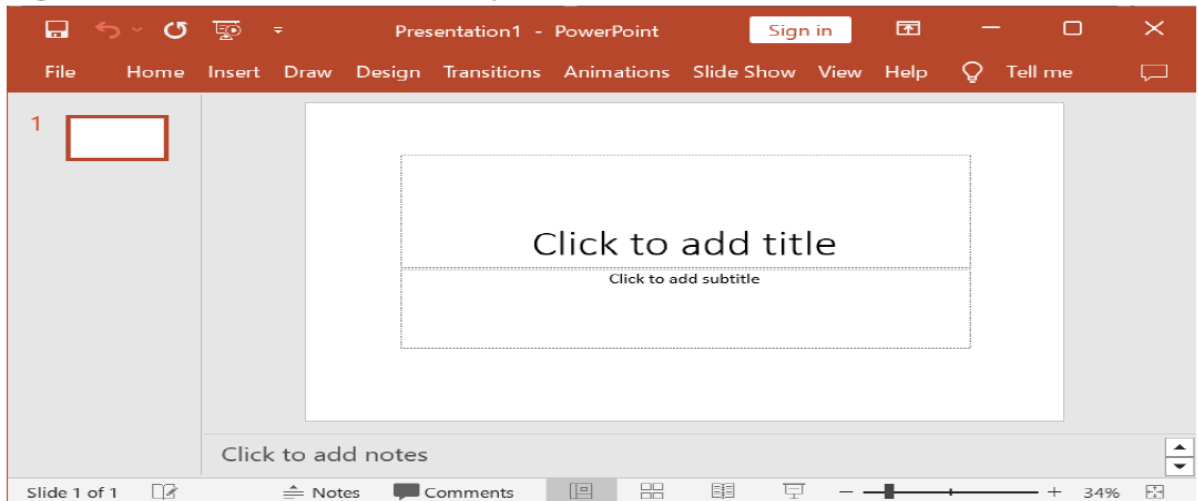 Presentation1 - PowerPoint Sign in
File Home Insert Draw Design Transitions Animations Slide Show View Help Tell me
1
Click to add title
Click to add subtitle
Click to add notes
Slide 1 of 1 Notes Comments 34%